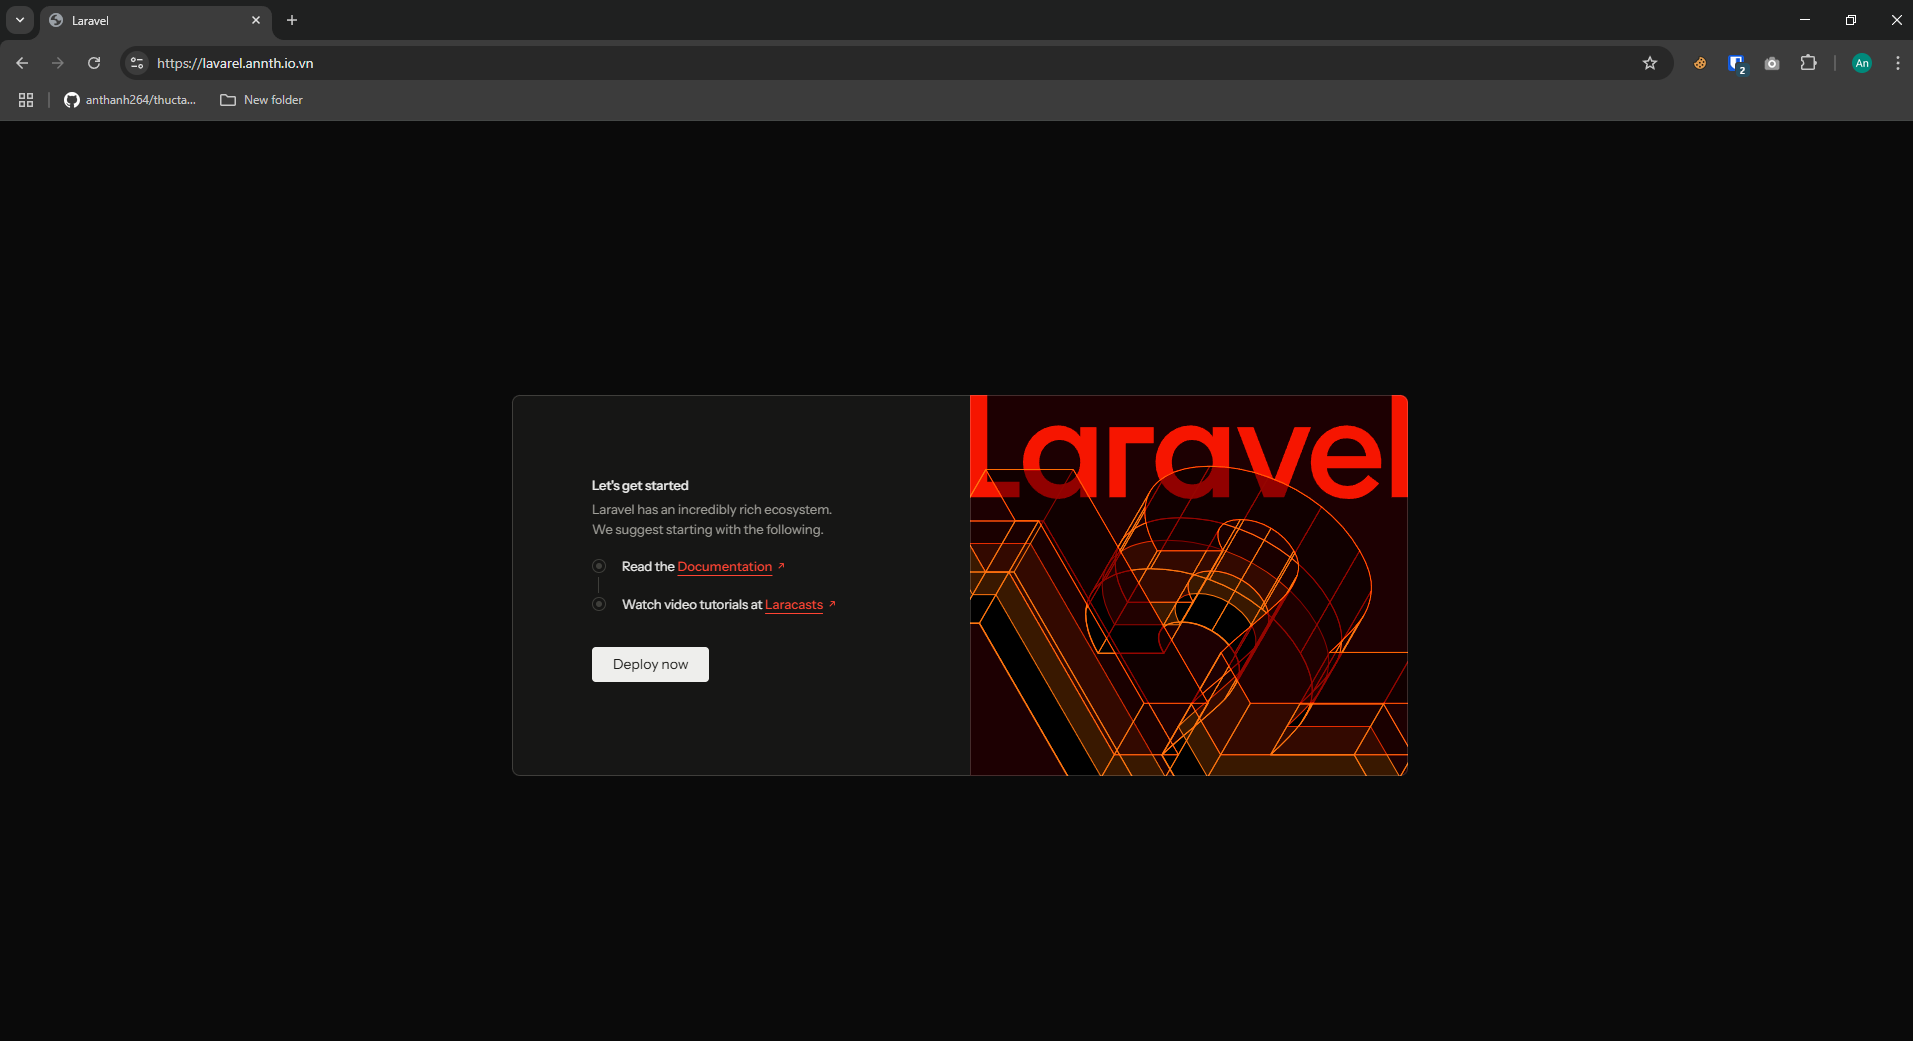 Laravel
https://lavarel.annth.io.vn
2
An
anthanh264/thucta...
New folder
Let's get started
Laravel has an incredibly rich ecosystem.
We suggest starting with the following.
Read the Documentation
Watch video tutorials at Laracasts
Deploy now
Laravel